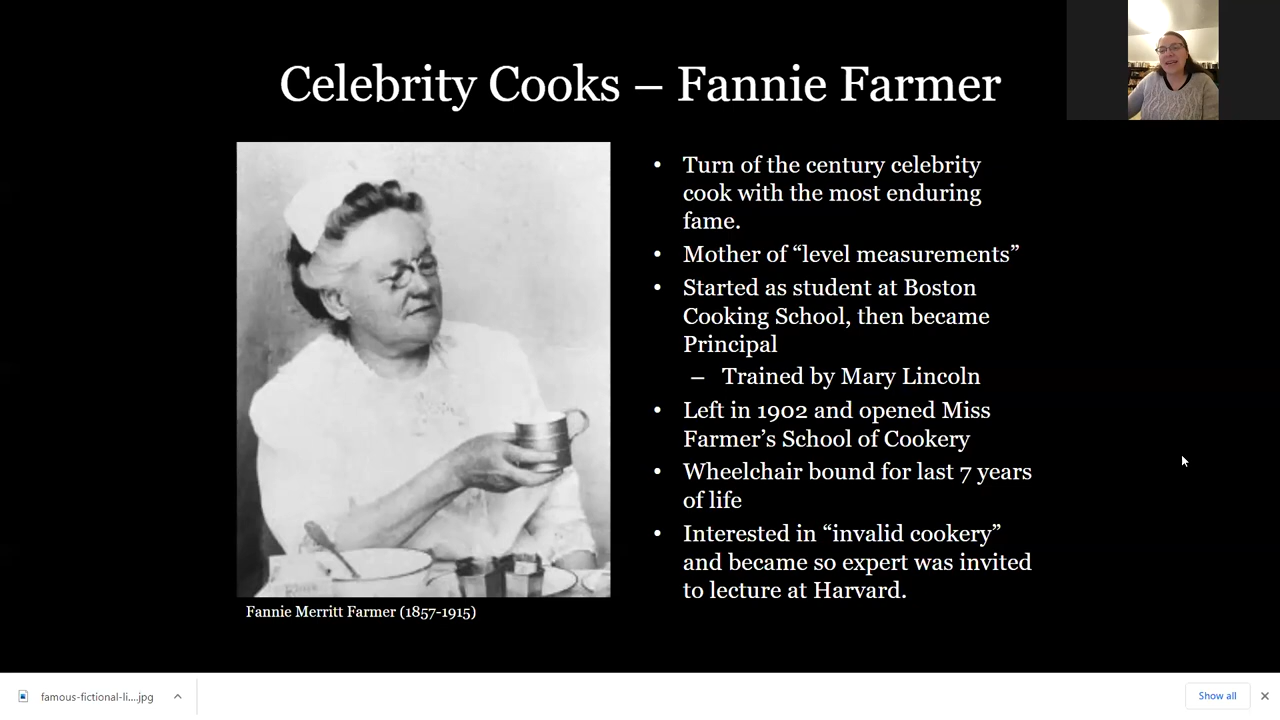 Celebrity Cooks – Fannie Farmer
• Turn of the century celebrity
cook with the most enduring
fame.
• Mother of “level measurements”
• Started as student at Boston
Cooking School, then became
Principal
– Trained by Mary Lincoln
• Left in 1902 and opened Miss
Farmer’s School of Cookery
• Wheelchair bound for last 7 years
of life
• Interested in “invalid cookery”
and became so expert was invited
to lecture at Harvard.
Fannie Merritt Farmer (1857-1915)
famous-fictional-li....jpg
Show all